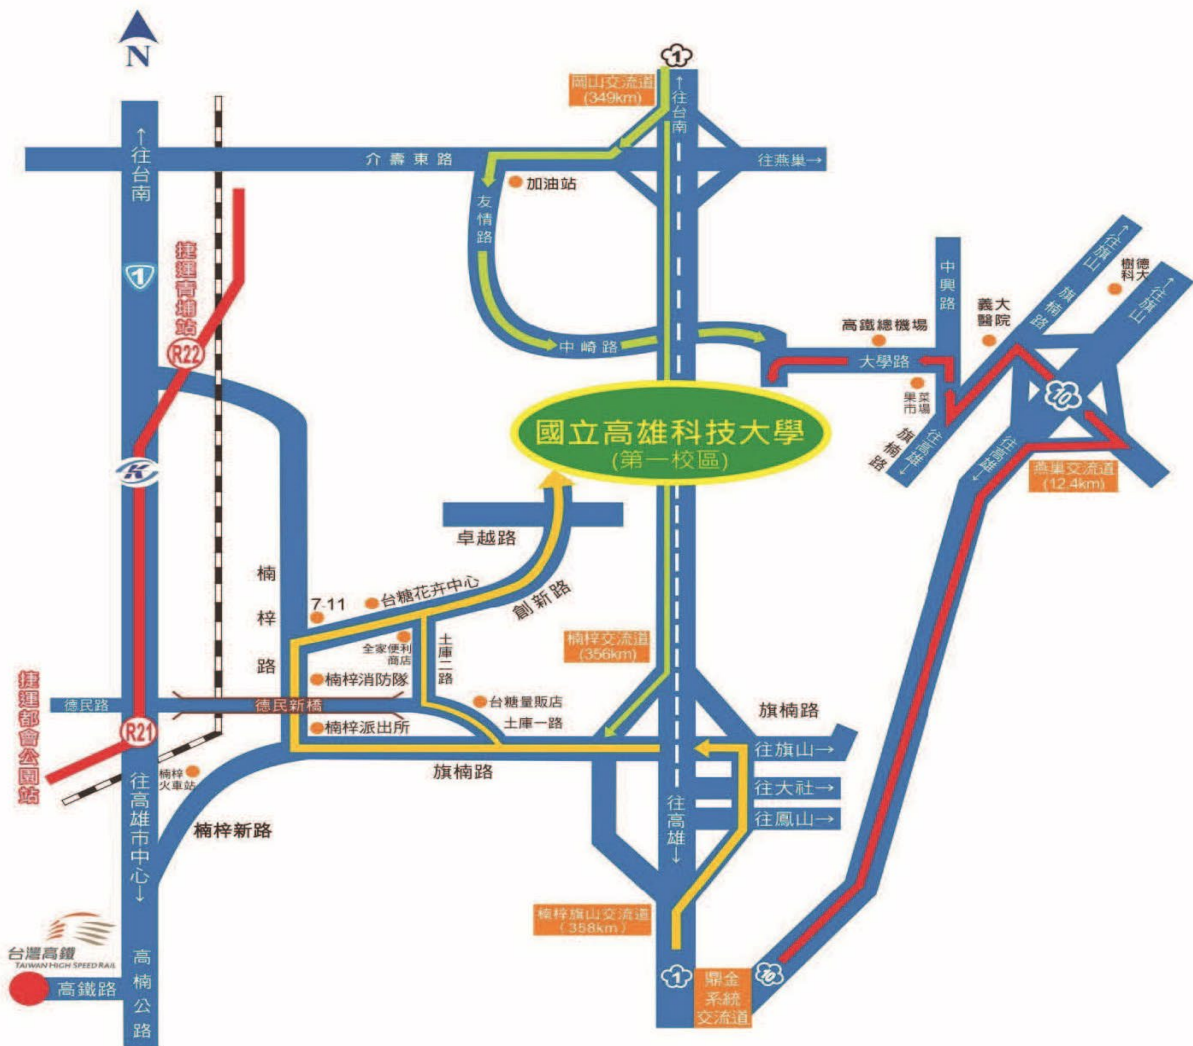 N
1
岡山交流道
(349km)
↑往台南
↑往台南
介壽東路
往燕巢→
加油站
友情路
中崎路
1
捷運青埔站
R22
中興路
↑往旗山
旗楠路
樹德
科大
↑往旗山
義大
醫院
高鐵總機場
大學路
果菜
市場
旗楠路
往高雄↓
10
往高雄↓
燕巢交流道
(12.4km)
國立高雄科技大學
(第一校區)
K
卓越路
楠梓路
7-11
台糖花卉中心
創新路
全家便利
商店
土庫二路
楠梓交流道
(356km)
楠梓消防隊
德民路
德民新橋
台糖量販店
土庫一路
楠梓派出所
旗楠路
旗楠路
往旗山→
往大社→
往鳳山→
捷運都會公園站
R21
楠梓
火車站
往高雄市中心↓
楠梓新路
往高雄↓
楠梓旗山交流道
(358km)
台灣高鐵
TAIWAN HIGH SPEED RAIL
高鐵路
高楠公路
1
鼎金
系統
交流道
10